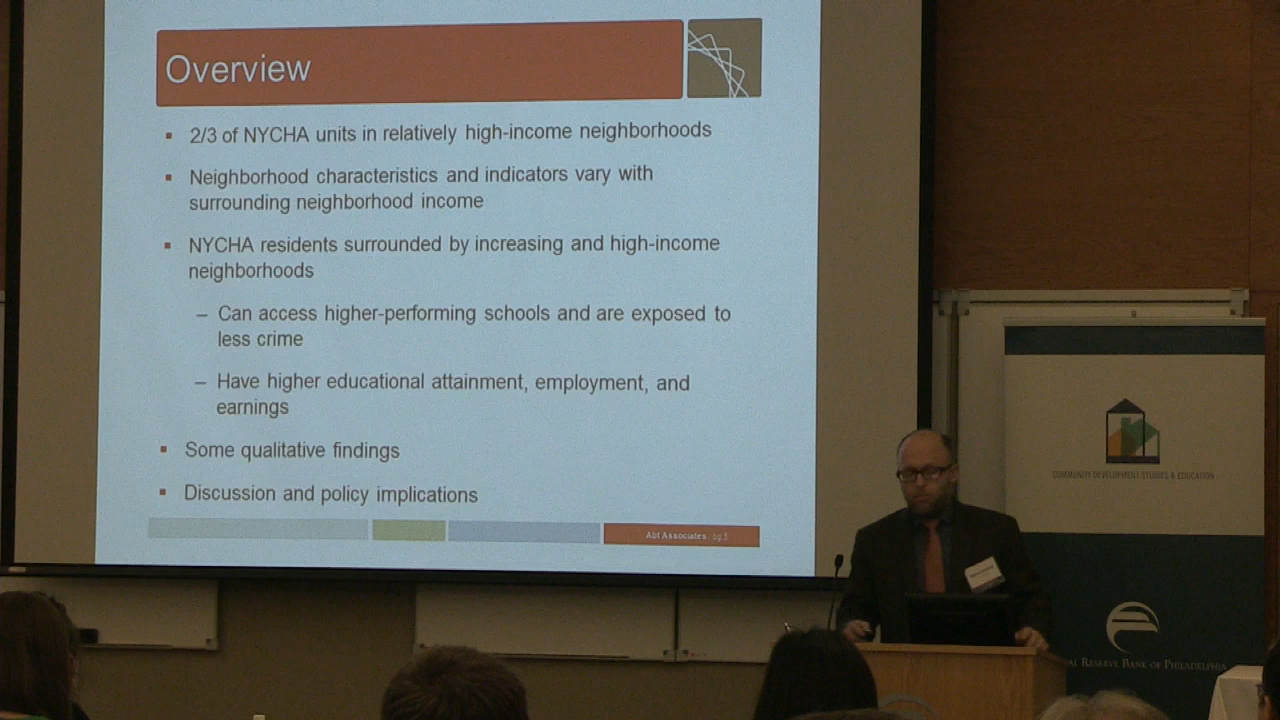 Overview
▪ 2/3 of NYCHA units in relatively high-income neighborhoods
▪ Neighborhood characteristics and indicators vary with
surrounding neighborhood income
▪ NYCHA residents surrounded by increasing and high-income
neighborhoods
– Can access higher-performing schools and are exposed to
less crime
– Have higher educational attainment, employment, and
earnings
▪ Some qualitative findings
▪ Discussion and policy implications
Abt Associates pg 5
COMMUNITY DEVELOPMENT STUDIES & EDUCATION
AL RESERVE BANK OF PHILADELPHIA